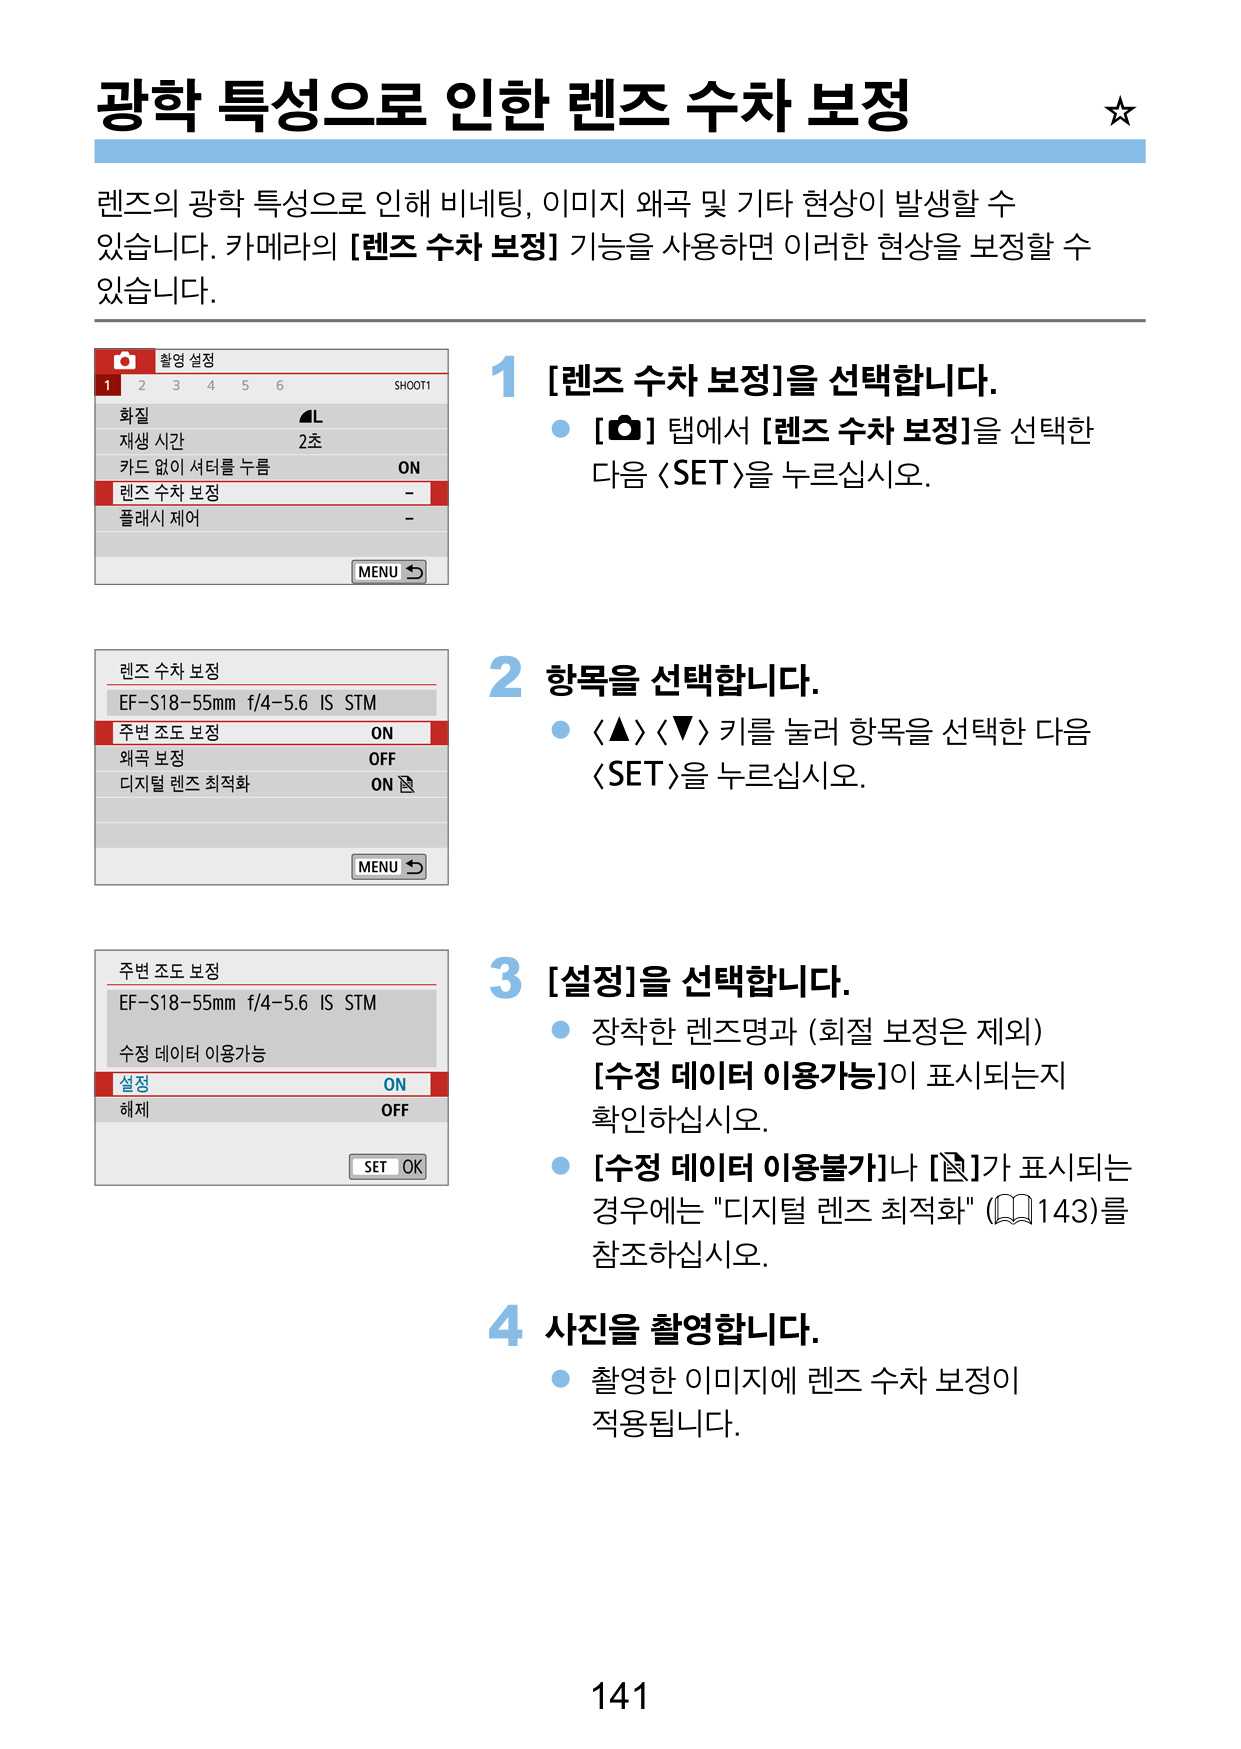 광학 특성으로 인한 렌즈 수차 보정 ☆
렌즈의 광학 특성으로 인해 비네팅, 이미지 왜곡 및 기타 현상이 발생할 수
있습니다. 카메라의 [렌즈 수차 보정] 기능을 사용하면 이러한 현상을 보정할 수
있습니다.
촬영 설정
1 2 3 4 5 6 SHOOT1
화질 L
재생 시간 2초
카드 없이 셔터를 누름 ON
렌즈 수차 보정 –
플래시 제어 –
MENU
1 [렌즈 수차 보정]을 선택합니다.
● [ ] 탭에서 [렌즈 수차 보정]을 선택한
다음 〈SET〉을 누르십시오.
렌즈 수차 보정
EF-S18-55mm f/4-5.6 IS STM
주변 조도 보정 ON
왜곡 보정 OFF
디지털 렌즈 최적화 ON
MENU
2 항목을 선택합니다.
● 〈▲〉〈▼〉 키를 눌러 항목을 선택한 다음
〈SET〉을 누르십시오.
주변 조도 보정
EF-S18-55mm f/4-5.6 IS STM
수정 데이터 이용가능
설정 ON
해제 OFF
SET OK
3 [설정]을 선택합니다.
● 장착한 렌즈명과 (회절 보정은 제외)
[수정 데이터 이용가능]이 표시되는지
확인하십시오.
● [수정 데이터 이용불가]나 [ ]가 표시되는
경우에는 "디지털 렌즈 최적화" (143)를
참조하십시오.
4 사진을 촬영합니다.
● 촬영한 이미지에 렌즈 수차 보정이
적용됩니다.
141